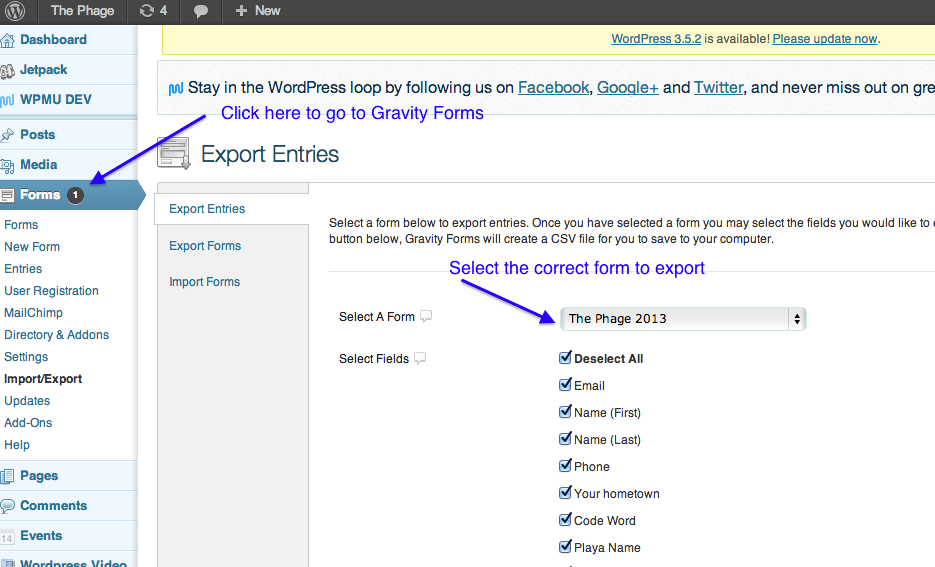 The Phage 4 + New
Dashboard
Jetpack
WPMU DEV
Posts
Media
Forms 1
Forms
New Form
Entries
User Registration
MailChimp
Directory & Addons
Settings
Import/Export
Updates
Add-Ons
Help
Pages
Comments
14 Events
Wordpress Video
WordPress 3.5.2 is available! Please update now.
Stay in the WordPress loop by following us on Facebook, Google+ and Twitter, and never miss out on gre
Click here to go to Gravity Forms
Export Entries
Export Entries
Export Forms
Import Forms
Select a form below to export entries. Once you have selected a form you may select the fields you would like to e
button below, Gravity Forms will create a CSV file for you to save to your computer.
Select the correct form to export
Select A Form The Phage 2013
Select Fields Deselect All
Email
Name (First)
Name (Last)
Phone
Your hometown
Code Word
Playa Name